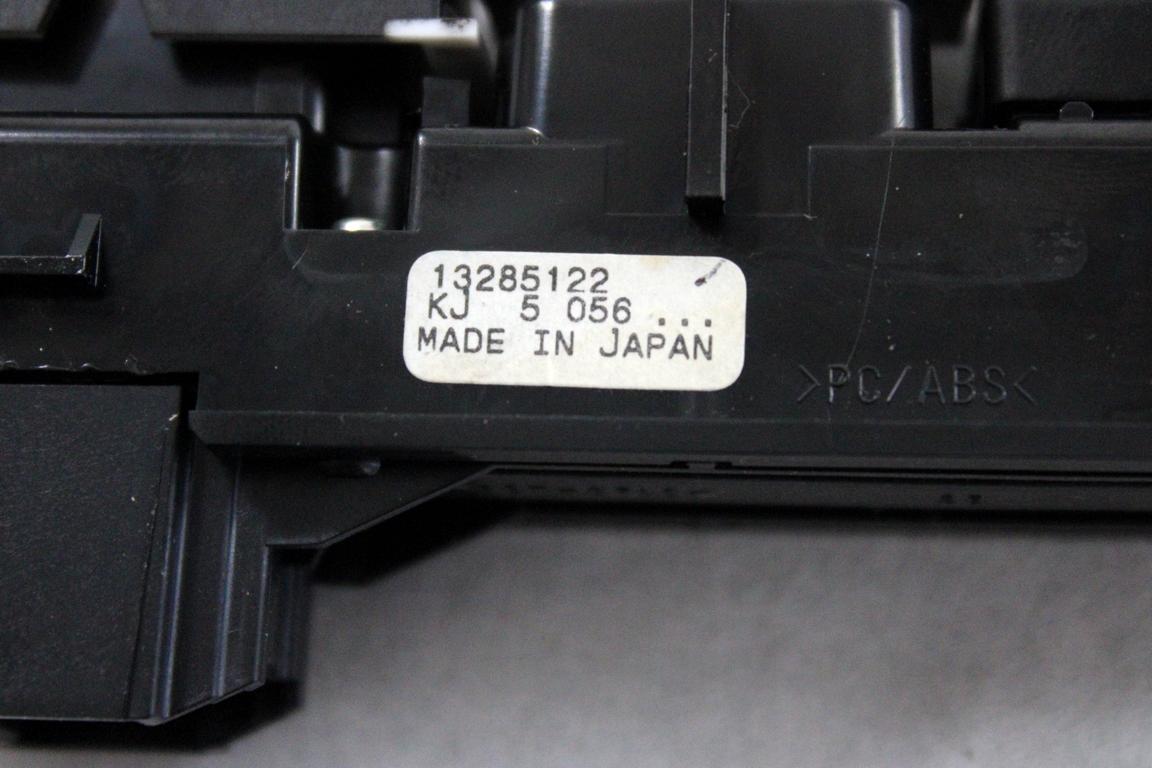 13285122
KJ 5 056 ...
MADE IN JAPAN
>PC/ABS<